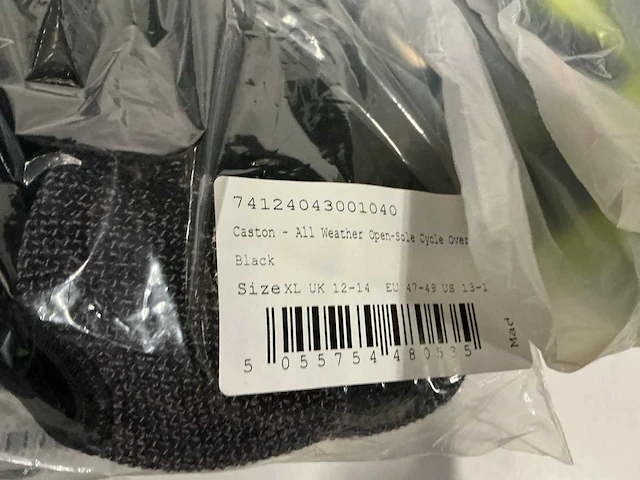 74124043001040
Caston - All Weather Open-Sole Cycle Over
Black
Size XL UK 12-14 EU 47-49 US 13-1
5 055754 480535
Mad